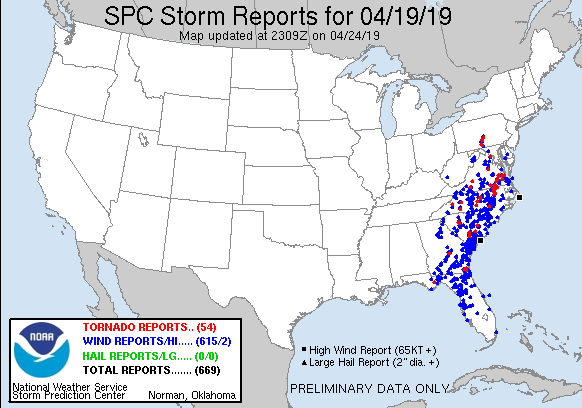 SPC Storm Reports for 04/19/19
Map updated at 2309Z on 04/24/19
NOAA
TORNADO REPORTS.. (54)
WIND REPORTS/HI..... (615/2)
HAIL REPORTS/LG..... (0/0)
TOTAL REPORTS....... (669)
National Weather Service
Storm Prediction Center Norman, Oklahoma
High Wind Report (65KT +)
Large Hail Report (2" dia. +)
PRELIMINARY DATA ONLY